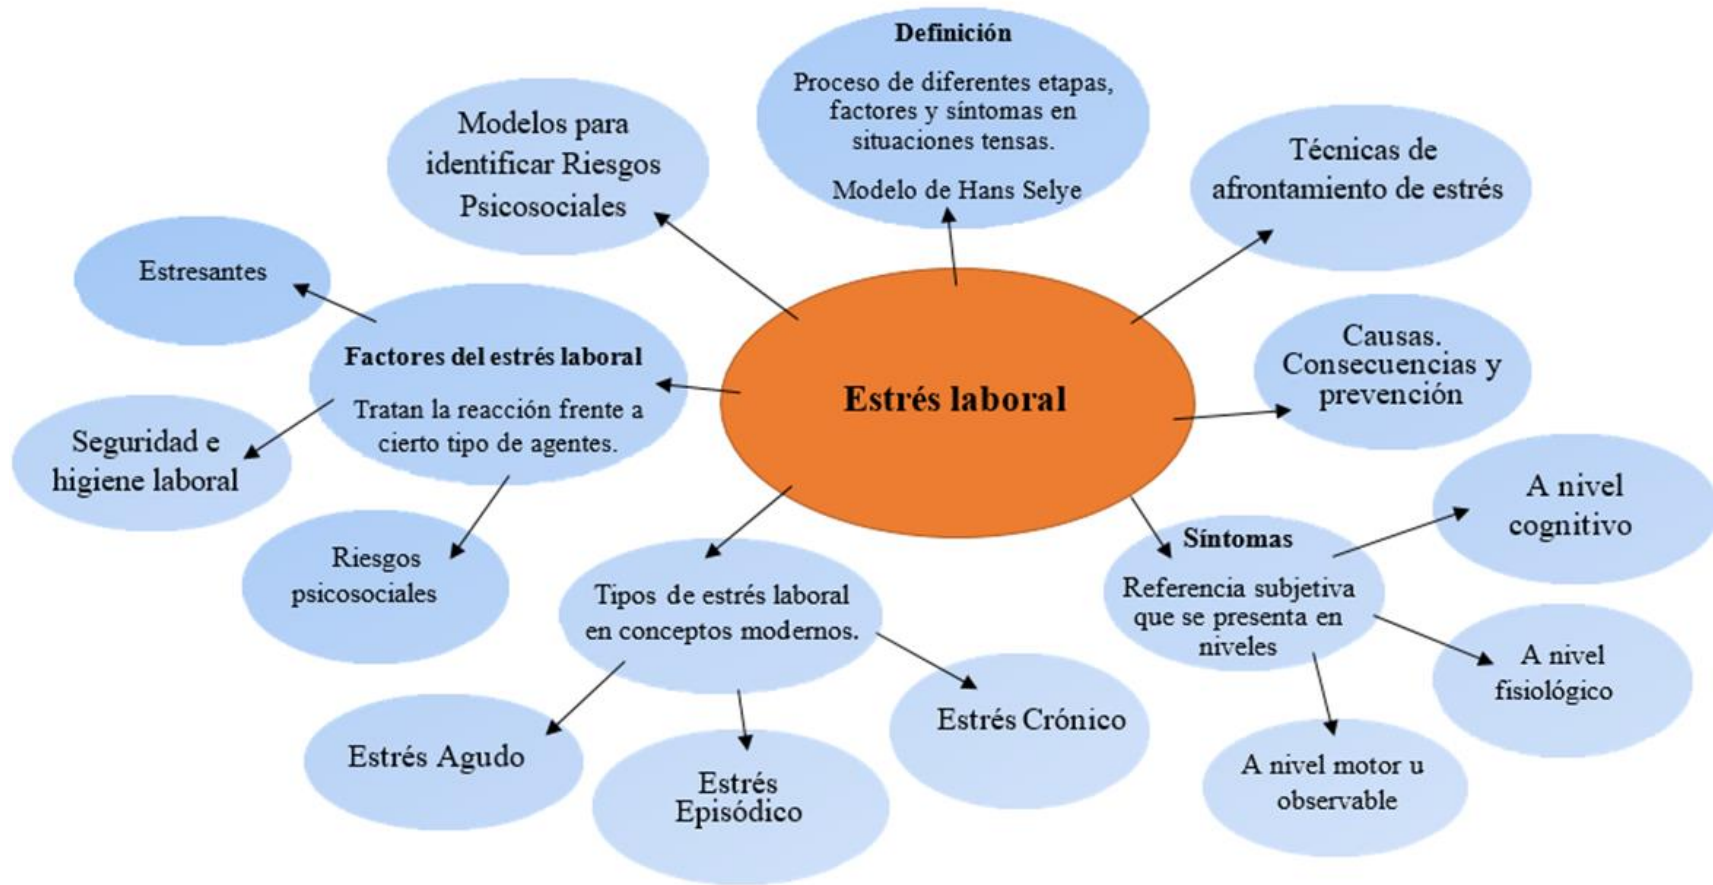 Definición
Proceso de diferentes etapas,
factores y síntomas en
situaciones tensas.
Modelo de Hans Selye
Modelos para
identificar Riesgos
Psicosociales
Técnicas de
afrontamiento de estrés
Estresantes
Factores del estrés laboral
Tratan la reacción frente a
cierto tipo de agentes.
Estrés laboral
Causas.
Consecuencias y
prevención
Seguridad e
higiene laboral
Riesgos
psicosociales
Tipos de estrés laboral
en conceptos modernos.
Síntomas
Referencia subjetiva
que se presenta en
niveles
A nivel
cognitivo
A nivel
fisiológico
A nivel motor u
observable
Estrés Agudo
Estrés
Episódico
Estrés Crónico